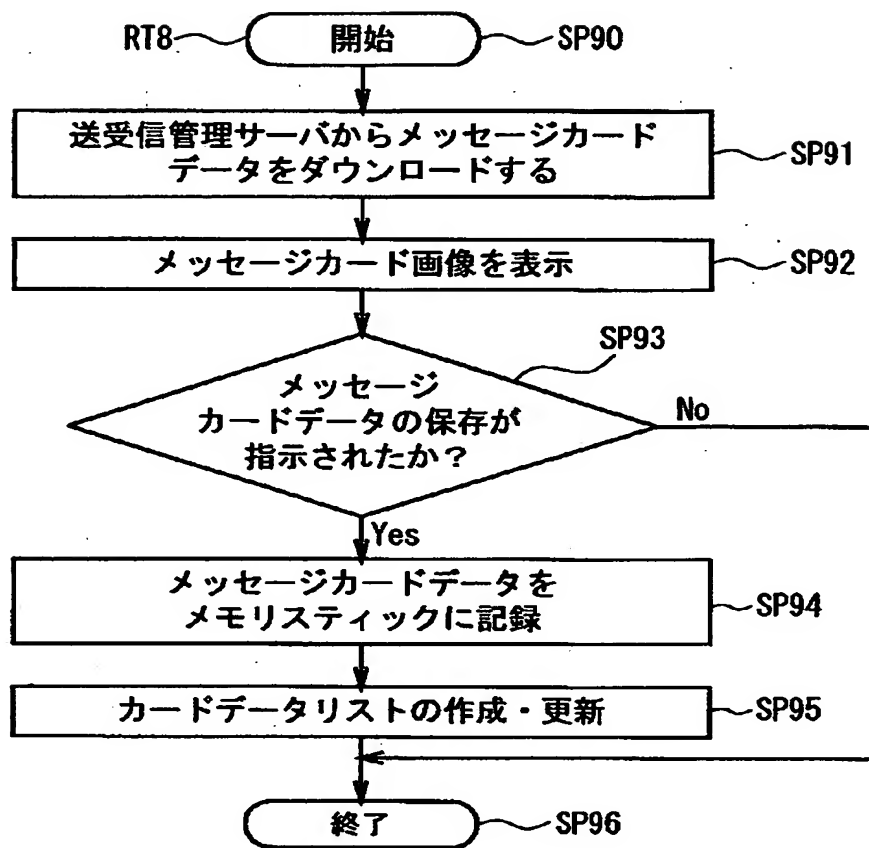 RT8 開始 SP90
送受信管理サーバからメッセージカード
データをダウンロードする
SP91
メッセージカード画像を表示 SP92
SP93
メッセージ
カードデータの保存が
指示されたか?
No
Yes
メッセージカードデータを
メモリスティックに記録
SP94
カードデータリストの作成・更新 SP95
終了 SP96